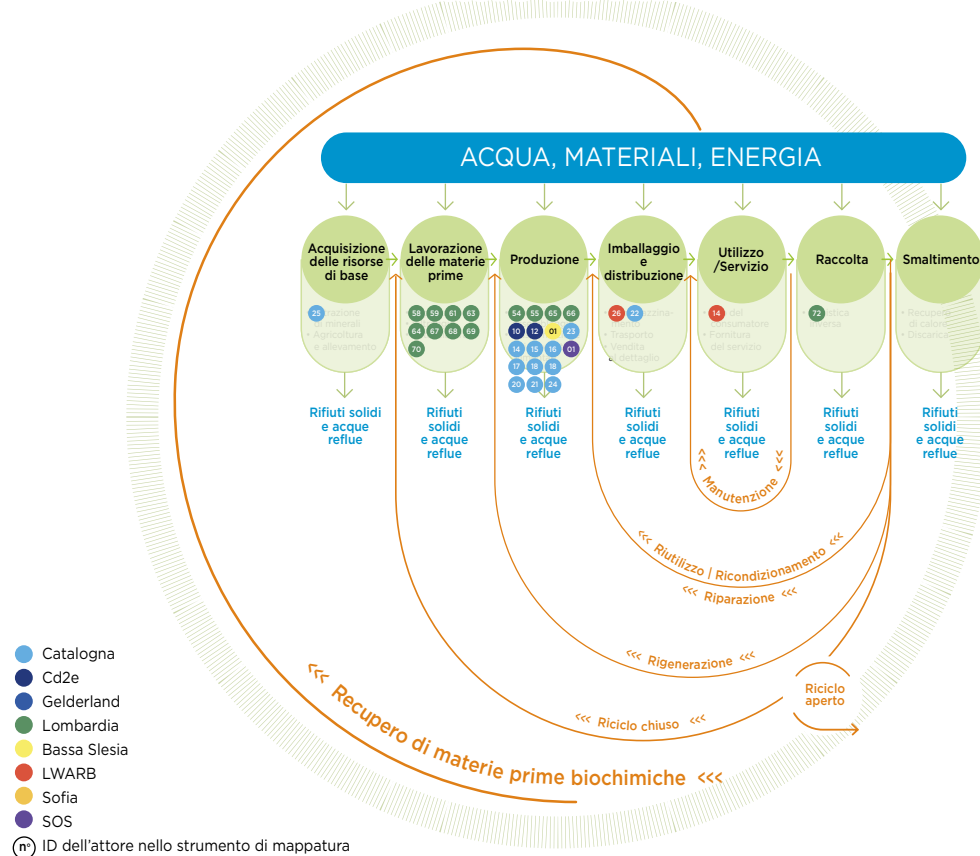 ACQUA, MATERIALI, ENERGIA
Acquisizione
delle risorse
di base
Lavorazione
delle materie
prime
Produzione
Imballaggio
e
distribuzione
Utilizzo
/Servizio
Raccolta
Smaltimento
25
di minerali
• Agricoltura
e allevamento
58 59 61 63
64 67 68 69
70
54 55 65 66
10 12 01 23
14 15 16 01
17 18 18
20 21 24
26 22
• Trasporto
• Vendita
al dettaglio
14
consumatore
• Fornitura
del servizio
72
inversa
• Recupero
di calore
• Discarica
Rifiuti solidi
e acque
reflue
Rifiuti
solidi
e acque
reflue
Rifiuti
solidi
e acque
reflue
Rifiuti
solidi
e acque
reflue
Rifiuti
solidi
e acque
reflue
Rifiuti
solidi
e acque
reflue
Rifiuti
solidi
e acque
reflue
<<< Manutenzione <<<
<<< Riutilizzo | Ricondizionamento <<<
<<< Riparazione <<<
<<< Rigenerazione <<<
<<< Riciclo chiuso <<<
Riciclo
aperto
<<< Recupero di materie prime biochimiche <<<
Catalogna
Cd2e
Gelderland
Lombardia
Bassa Slesia
LWARB
Sofia
SOS
n° ID dell'attore nello strumento di mappatura